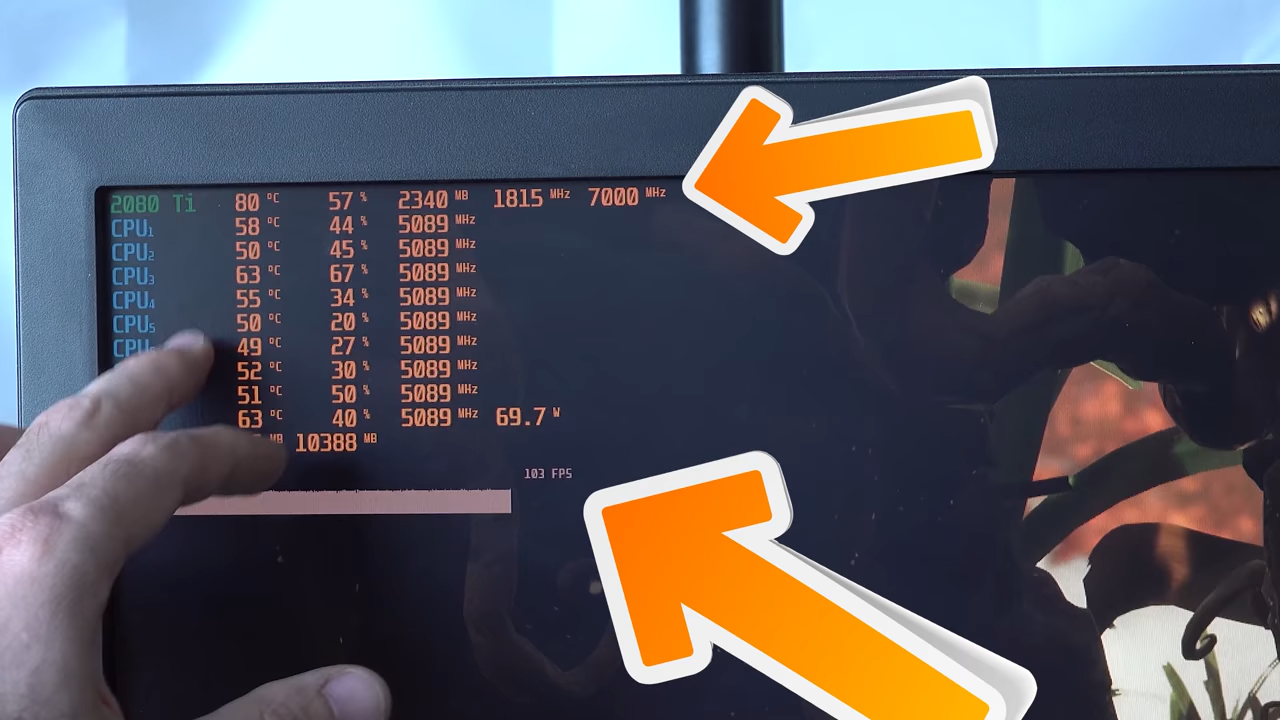 2080 Ti 80 °C 57 % 2340 MB 1815 MHz 7000 MHz
CPU1 58 °C 44 % 5089 MHz
CPU2 50 °C 45 % 5089 MHz
CPU3 63 °C 67 % 5089 MHz
CPU4 55 °C 34 % 5089 MHz
CPU5 50 °C 20 % 5089 MHz
CPU 49 °C 27 % 5089 MHz
52 °C 30 % 5089 MHz
51 °C 50 % 5089 MHz
63 °C 40 % 5089 MHz 69.7 W
MB 10388 MB
103 FPS